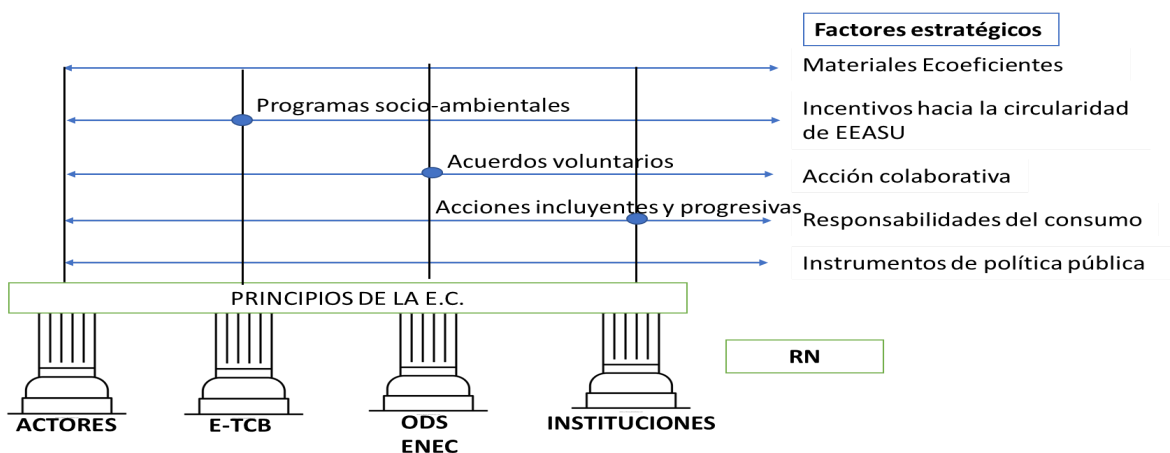 Factores estratégicos
Materiales Ecoeficientes
Programas socio-ambientales
Incentivos hacia la circularidad
de EEASU
Acuerdos voluntarios
Acción colaborativa
Acciones incluyentes y progresivas
Responsabilidades del consumo
Instrumentos de política pública
PRINCIPIOS DE LA E.C.
RN
ACTORES
E-TCB
ODS
ENEC
INSTITUCIONES